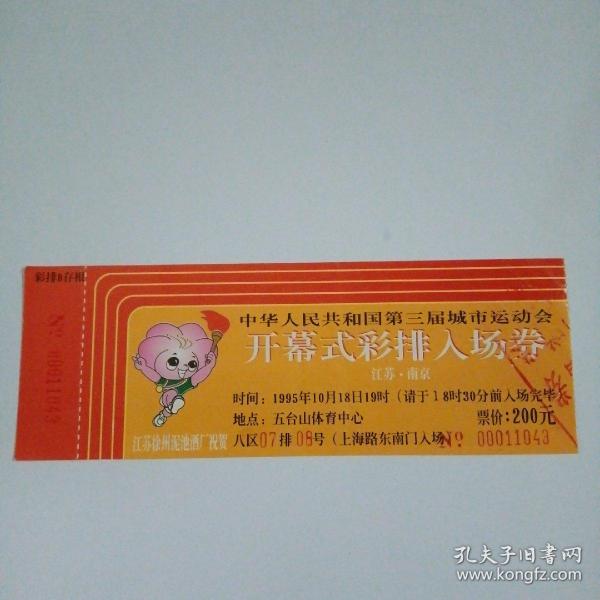 彩排B存根
№ 00011043
中华人民共和国第三届城市运动会
开幕式彩排入场券
江苏·南京
时间：1995年10月18日19时（请于18时30分前入场完毕
地点：五台山体育中心
票价：200元
八区07排08号（上海路东南门入场
№ 00011043
江苏徐州泥池酒厂祝贺
孔夫子旧书网
www.kongfz.com